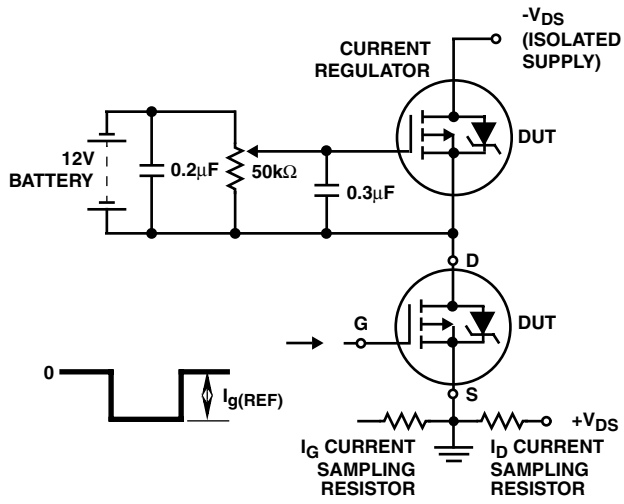 -VDS
(ISOLATED
SUPPLY)
CURRENT
REGULATOR
DUT
12V
BATTERY
0.2µF
50kΩ
0.3µF
D
G
DUT
0
Ig(REF)
S
+VDS
IG CURRENT
SAMPLING
RESISTOR
ID CURRENT
SAMPLING
RESISTOR